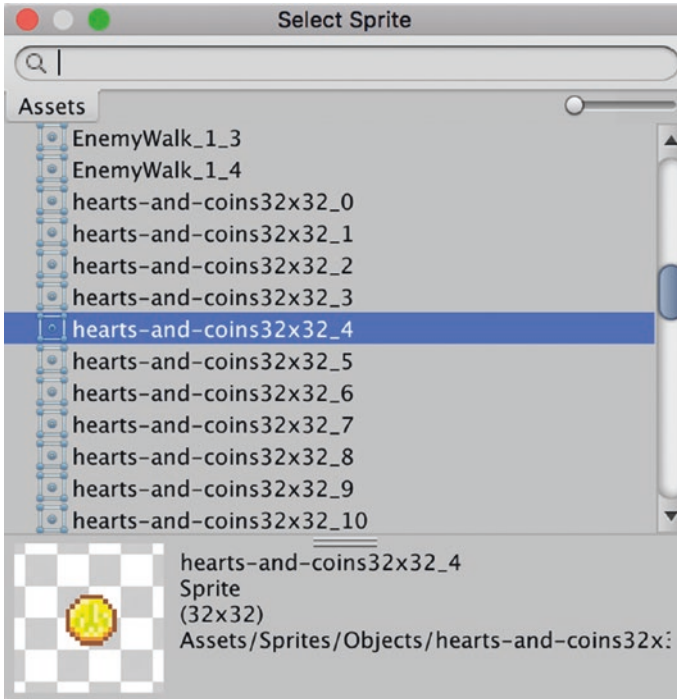 Select Sprite
Assets
EnemyWalk_1_3
EnemyWalk_1_4
hearts-and-coins32x32_0
hearts-and-coins32x32_1
hearts-and-coins32x32_2
hearts-and-coins32x32_3
hearts-and-coins32x32_4
hearts-and-coins32x32_5
hearts-and-coins32x32_6
hearts-and-coins32x32_7
hearts-and-coins32x32_8
hearts-and-coins32x32_9
hearts-and-coins32x32_10
hearts-and-coins32x32_4
Sprite
(32x32)
Assets/Sprites/Objects/hearts-and-coins32x